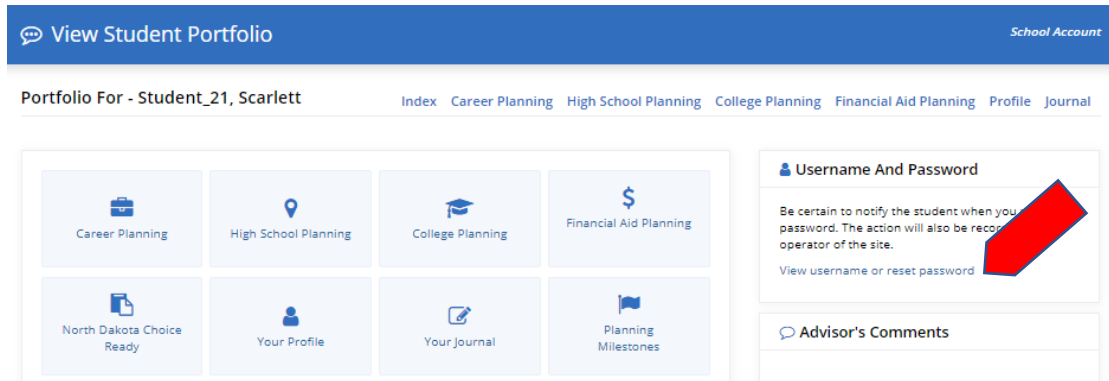 View Student Portfolio
School Account
Portfolio For - Student_21, Scarlett
Index Career Planning High School Planning College Planning Financial Aid Planning Profile Journal
Career Planning
High School Planning
College Planning
Financial Aid Planning
North Dakota Choice
Ready
Your Profile
Your Journal
Planning
Milestones
Username And Password
Be certain to notify the student when you
password. The action will also be
operator of the site.
View username or reset password
Advisor's Comments